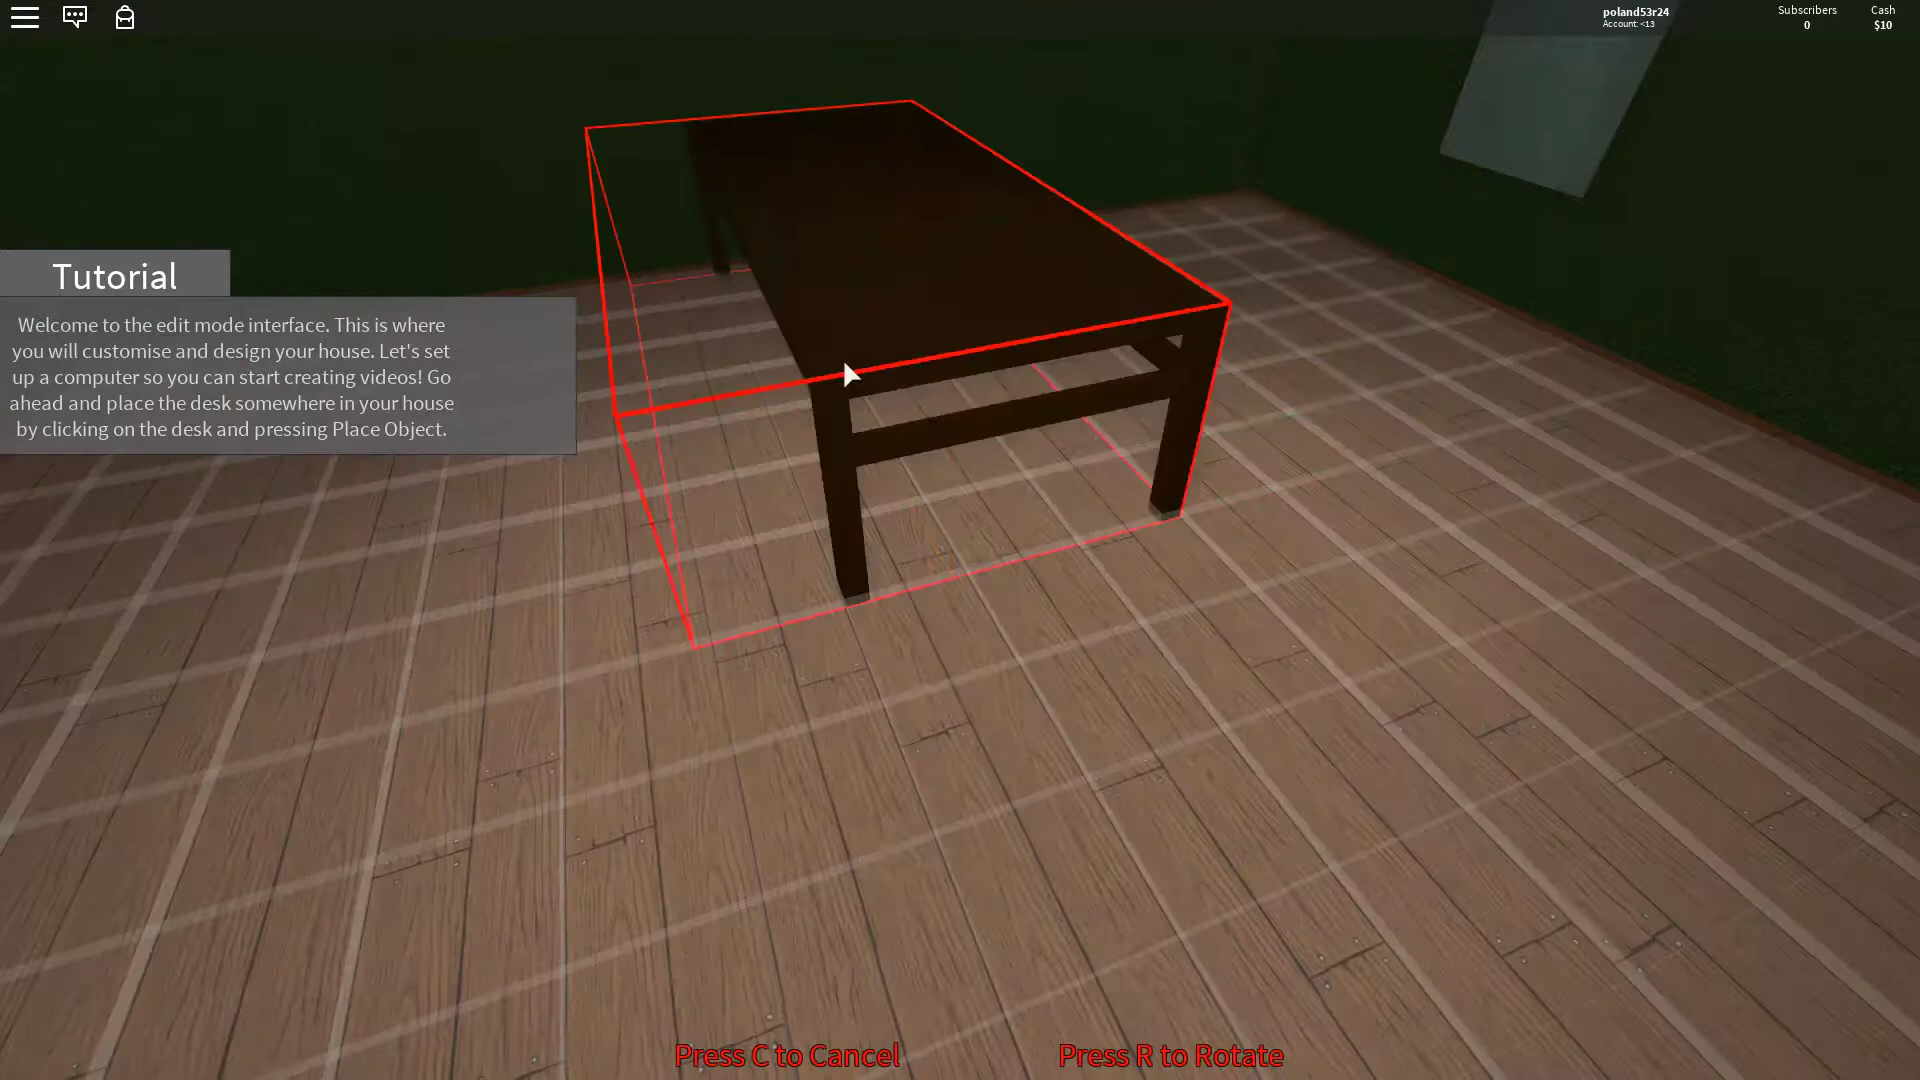 poland53r24
Account: <13
Subscribers
0
Cash
$10
Tutorial
Welcome to the edit mode interface. This is where
you will customise and design your house. Let's set
up a computer so you can start creating videos! Go
ahead and place the desk somewhere in your house
by clicking on the desk and pressing Place Object.
Press C to Cancel
Press R to Rotate